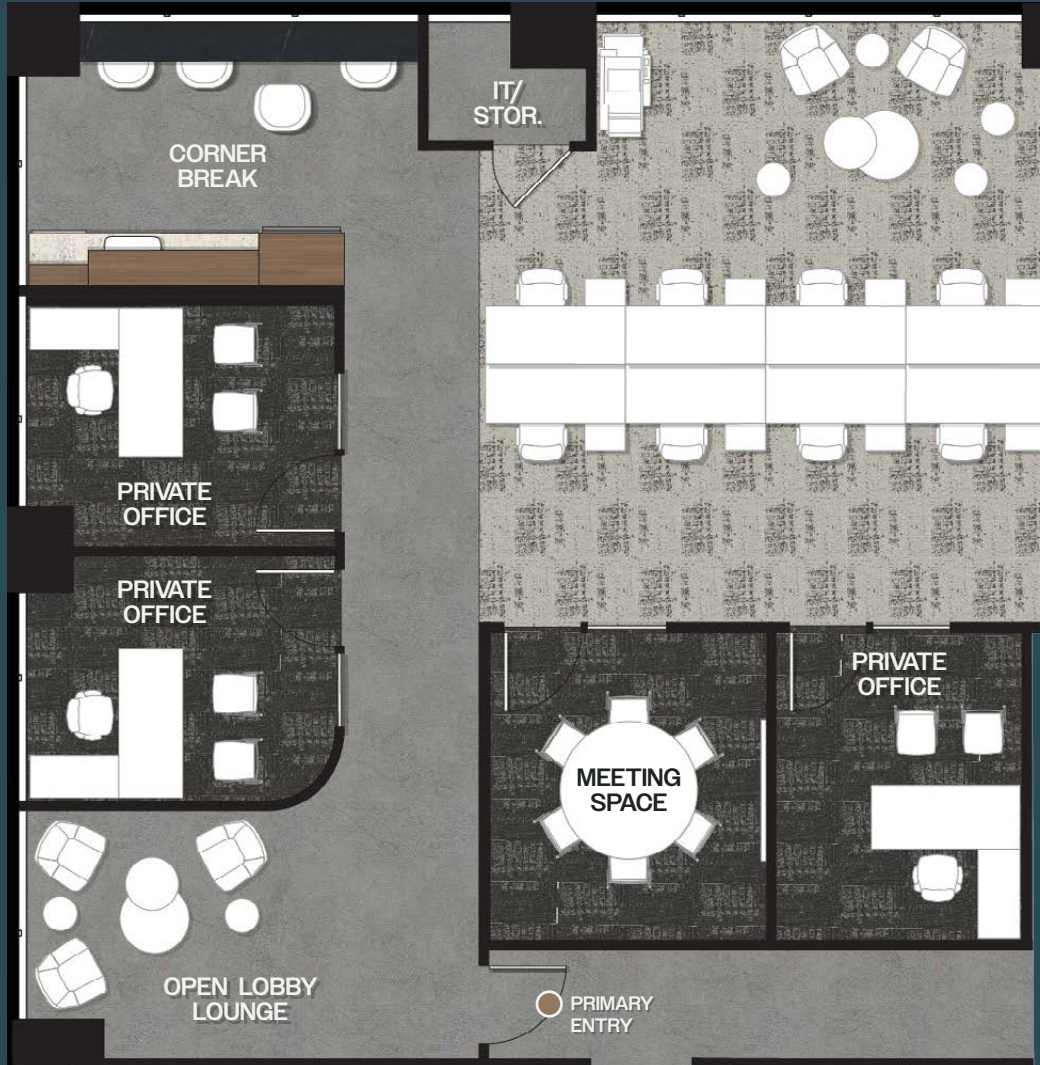 IT/
STOR.
CORNER
BREAK
PRIVATE
OFFICE
PRIVATE
OFFICE
PRIVATE
OFFICE
MEETING
SPACE
OPEN LOBBY
LOUNGE
PRIMARY
ENTRY